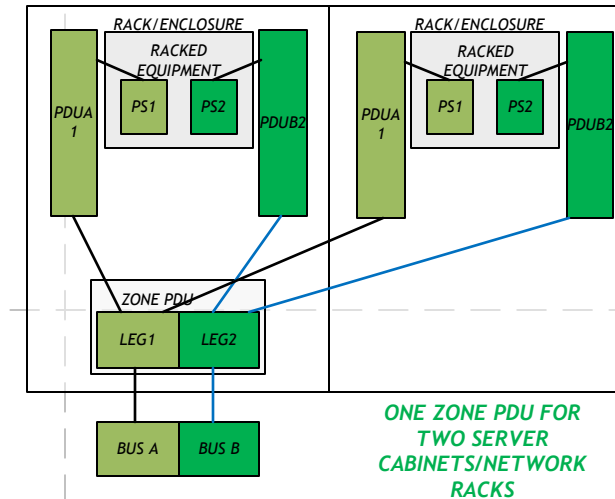 RACK/ENCLOSURE
RACKED
EQUIPMENT
PS1
PS2
PDUA
1
PDUB2
RACK/ENCLOSURE
RACKED
EQUIPMENT
PS1
PS2
PDUA
1
PDUB2
ZONE PDU
LEG1
LEG2
BUS A
BUS B
ONE ZONE PDU FOR
TWO SERVER
CABINETS/NETWORK
RACKS